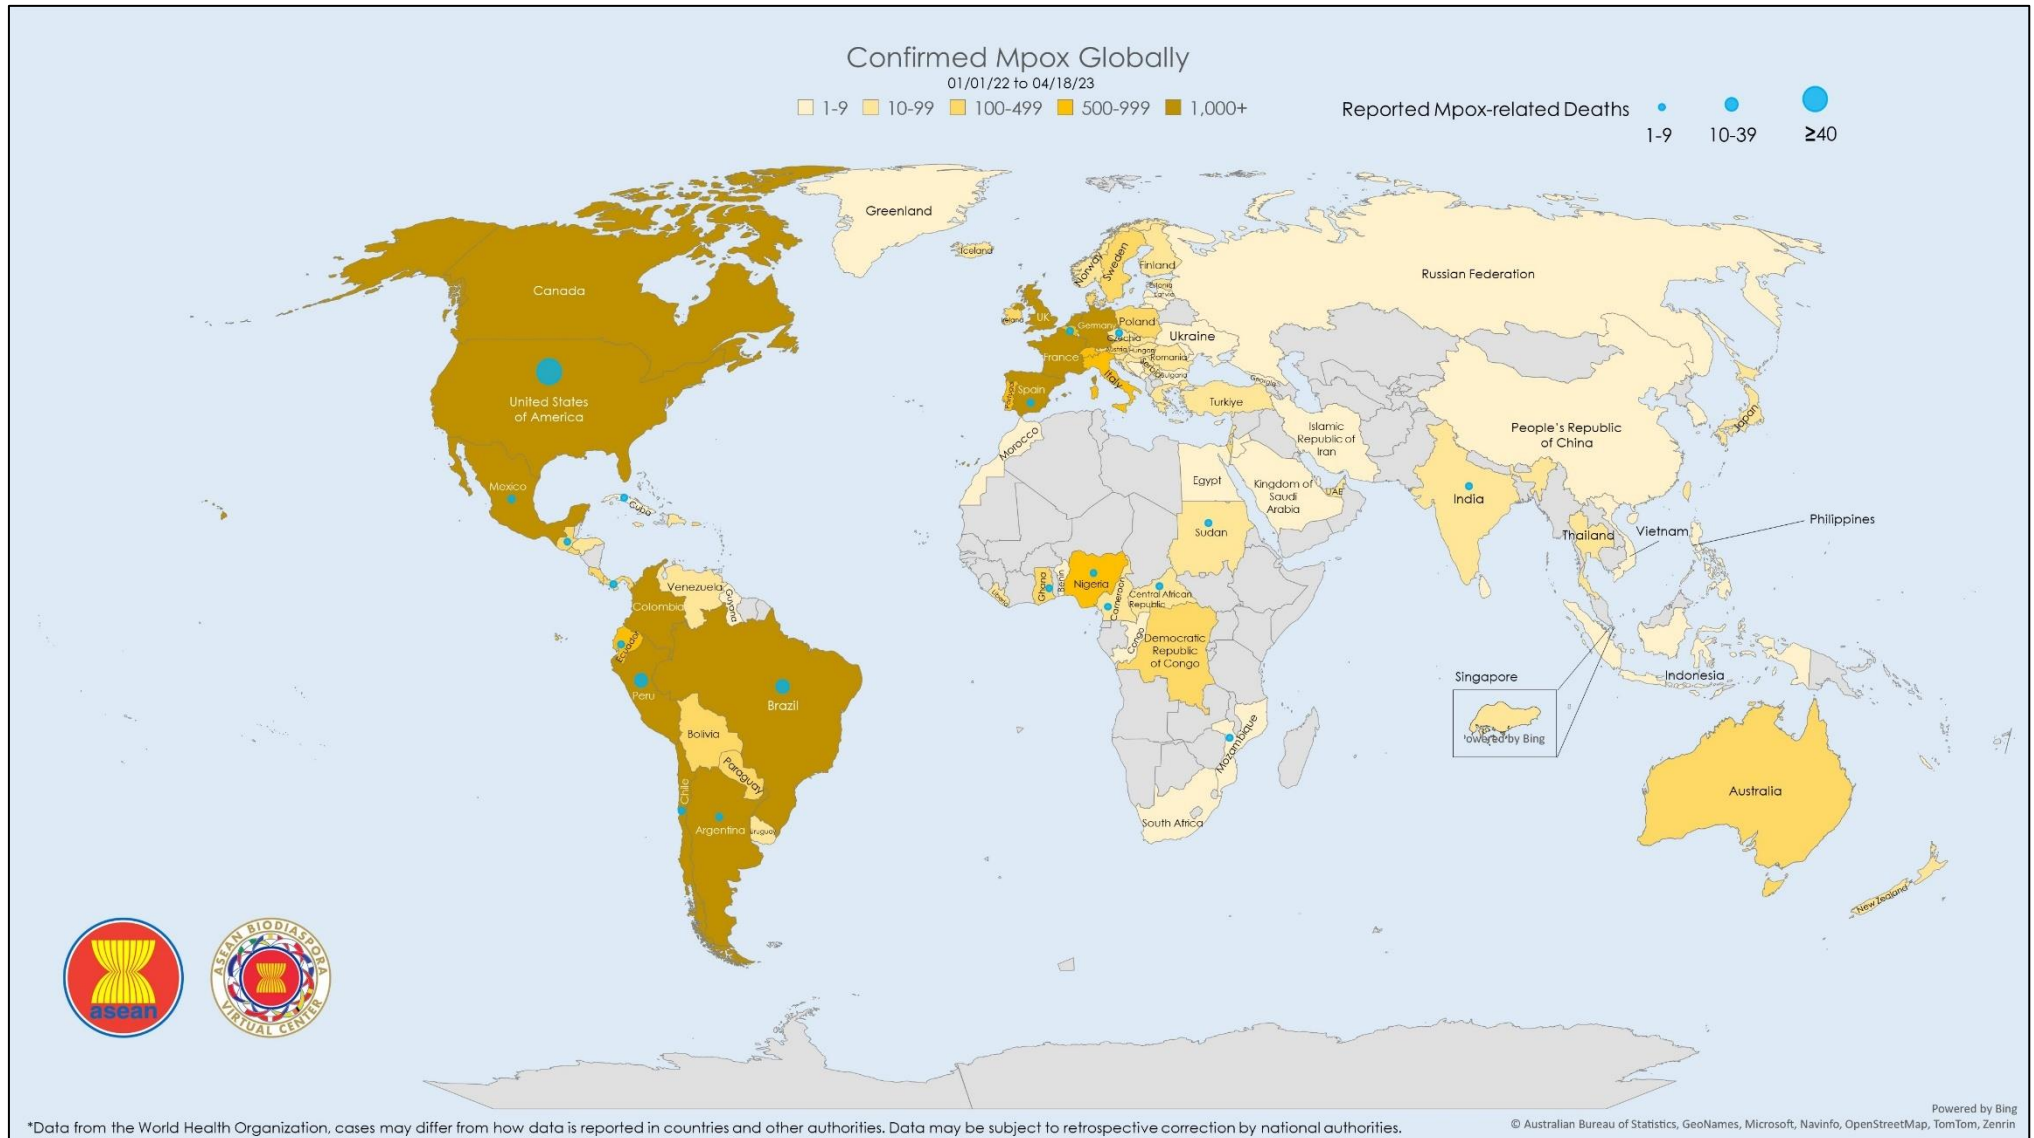 Confirmed Mpox Globally
01/01/22 to 04/18/23
1-9 10-99 100-499 500-999 1,000+
Reported Mpox-related Deaths
1-9 10-39 ≥40
Greenland
Iceland
Norway
Sweden
Finland
Estonia
Russian Federation
Canada
Ireland
UK
Germany
Poland
Czechia
Ukraine
France
Austria
Hungary
Romania
Serbia
Bulgaria
Georgia
Italy
Portugal
Spain
Turkiye
United States
of America
Islamic
Republic of
Iran
People's Republic
of China
Japan
Morocco
Egypt
Kingdom of
Saudi
Arabia
UAE
India
Mexico
Cuba
Sudan
Thailand
Vietnam
Philippines
Venezuela
Guyana
Colombia
Ecuador
Liberia
Ghana
Benin
Nigeria
Cameroon
Central African
Republic
Congo
Democratic
Republic
of Congo
Peru
Brazil
Singapore
Powered by Bing
Indonesia
Bolivia
Paraguay
Chile
Argentina
Uruguay
Mozambique
South Africa
Australia
New Zealand
asean
ASEAN BIODIASPORA
VIRTUAL CENTER
Powered by Bing
© Australian Bureau of Statistics, GeoNames, Microsoft, Navinfo, OpenStreetMap, TomTom, Zenrin
*Data from the World Health Organization, cases may differ from how data is reported in countries and other authorities. Data may be subject to retrospective correction by national authorities.